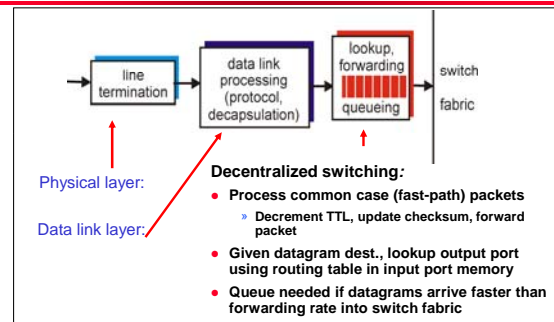 line
termination
data link
processing
(protocol,
decapsulation)
lookup,
forwarding
queueing
switch
fabric
Physical layer:
Data link layer:
Decentralized switching:
● Process common case (fast-path) packets
» Decrement TTL, update checksum, forward
packet
● Given datagram dest., lookup output port
using routing table in input port memory
● Queue needed if datagrams arrive faster than
forwarding rate into switch fabric